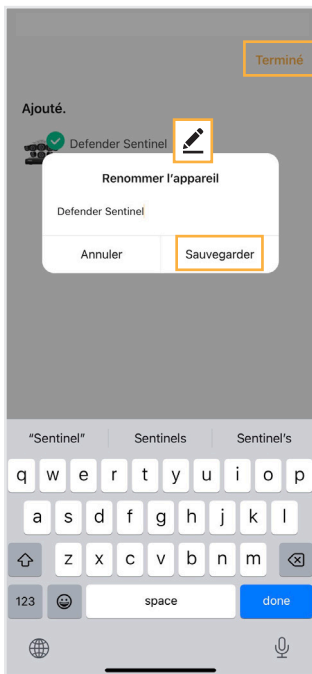 Terminé
Ajouté.
Defender Sentinel
Renommer l'appareil
Defender Sentinel
Annuler Sauvegarder
"Sentinel" Sentinels Sentinel's
q w e r t y u i o p
a s d f g h j k l
z x c v b n m
123 space done